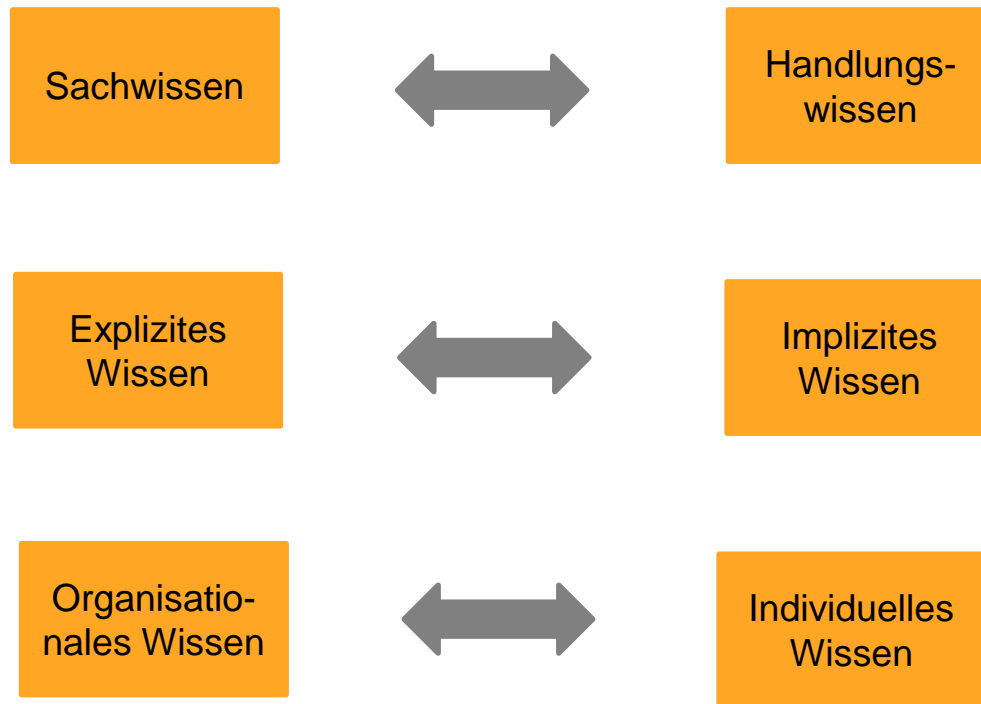 Sachwissen
Handlungs-
wissen
Explizites
Wissen
Implizites
Wissen
Organisatio-
nales Wissen
Individuelles
Wissen